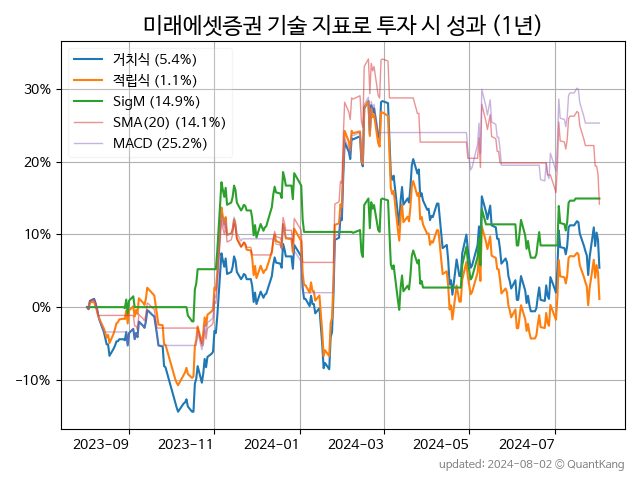 미래에셋증권 기술 지표로 투자 시 성과 (1년)
거치식 (5.4%)
적립식 (1.1%)
SigM (14.9%)
SMA(20) (14.1%)
MACD (25.2%)
30%
20%
10%
0%
−10%
2023-09 2023-11 2024-01 2024-03 2024-05 2024-07
updated: 2024-08-02 © QuantKang